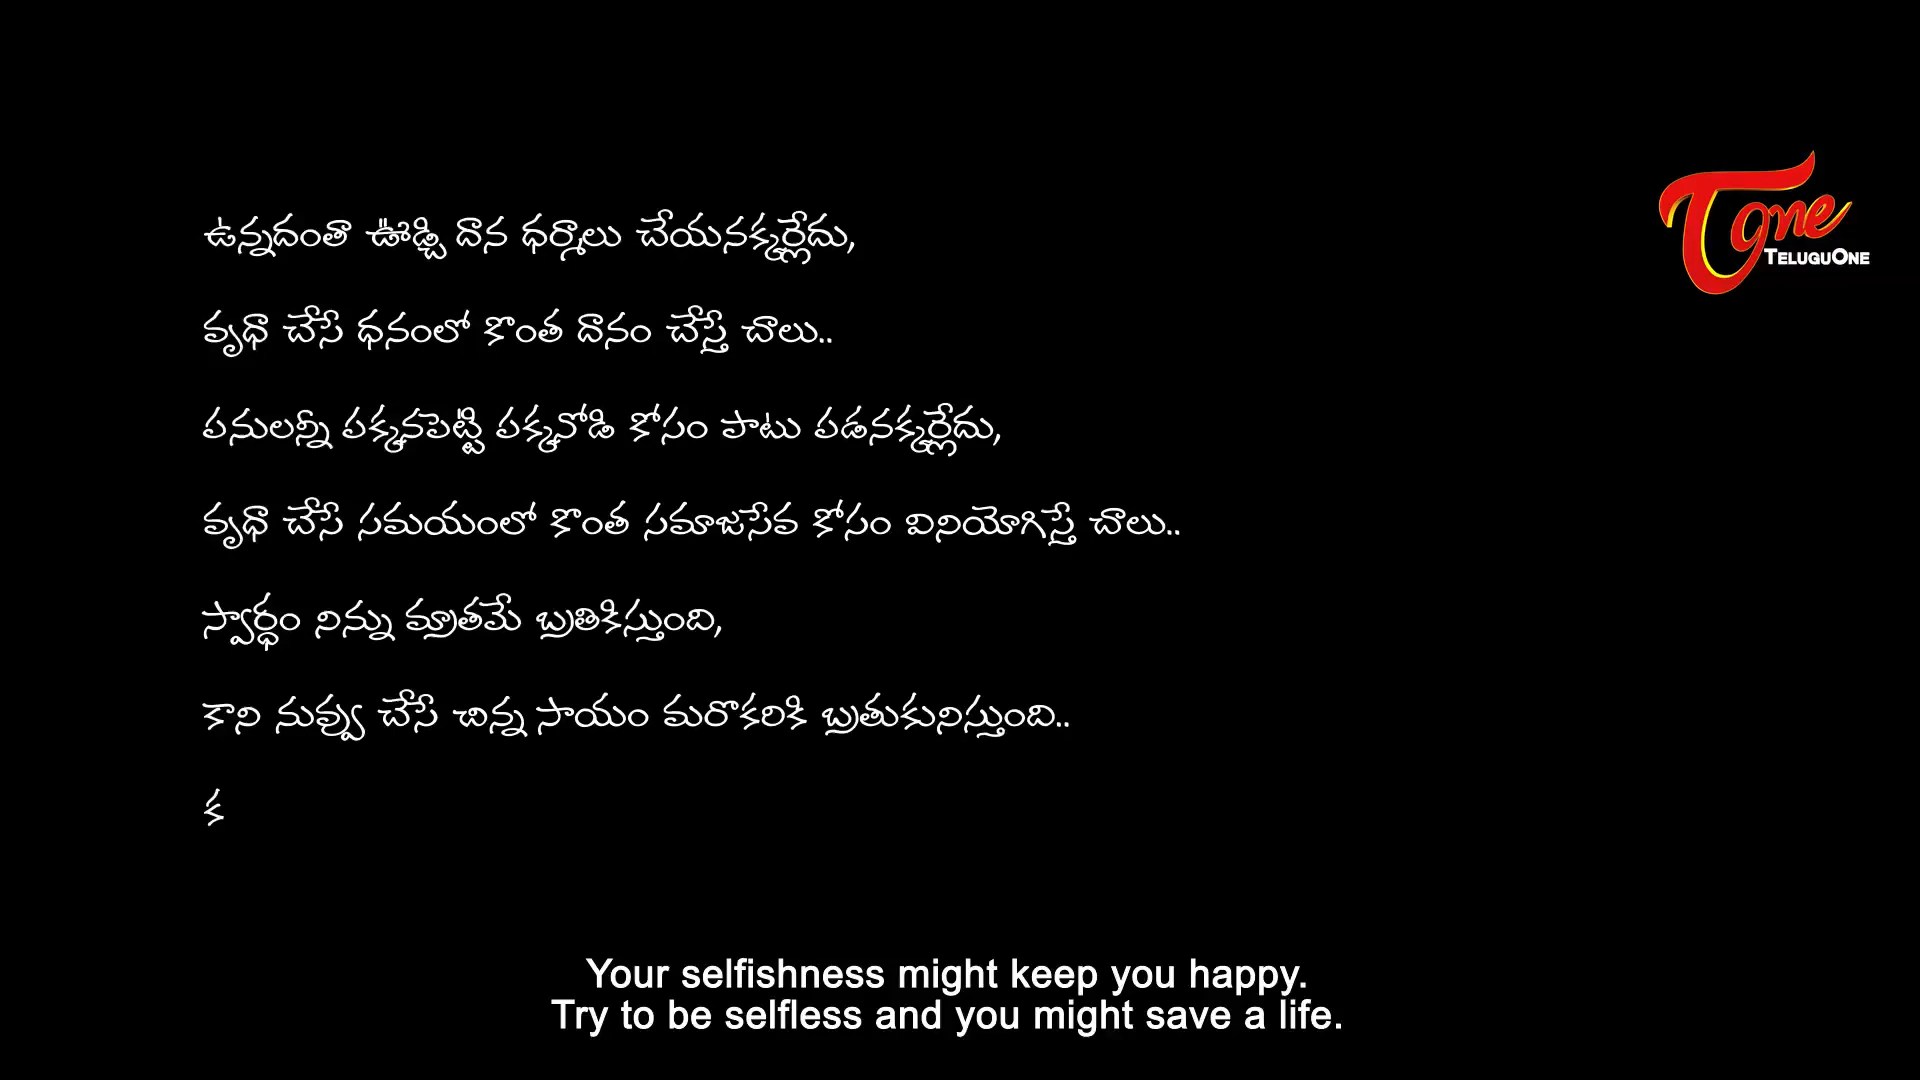 ఉన్నదంతా ఊడ్చి దాన ధర్మాలు చేయనక్కర్లేదు,
TELUGUONE
వృధా చేసే ధనంలో కొంత దానం చేస్తే చాలు..
పనులన్నీ పక్కనపెట్టి పక్కనోడి కోసం పాటు పడనక్కర్లేదు,
వృధా చేసే సమయంలో కొంత సమాజసేవ కోసం వినియోగిస్తే చాలు..
స్వార్ధం నిన్ను మాత్రమే బ్రతికిస్తుంది,
కాని నువ్వు చేసే చిన్న సాయం మరొకరికి బ్రతుకునిస్తుంది..
క
Your selfishness might keep you happy.
Try to be selfless and you might save a life.